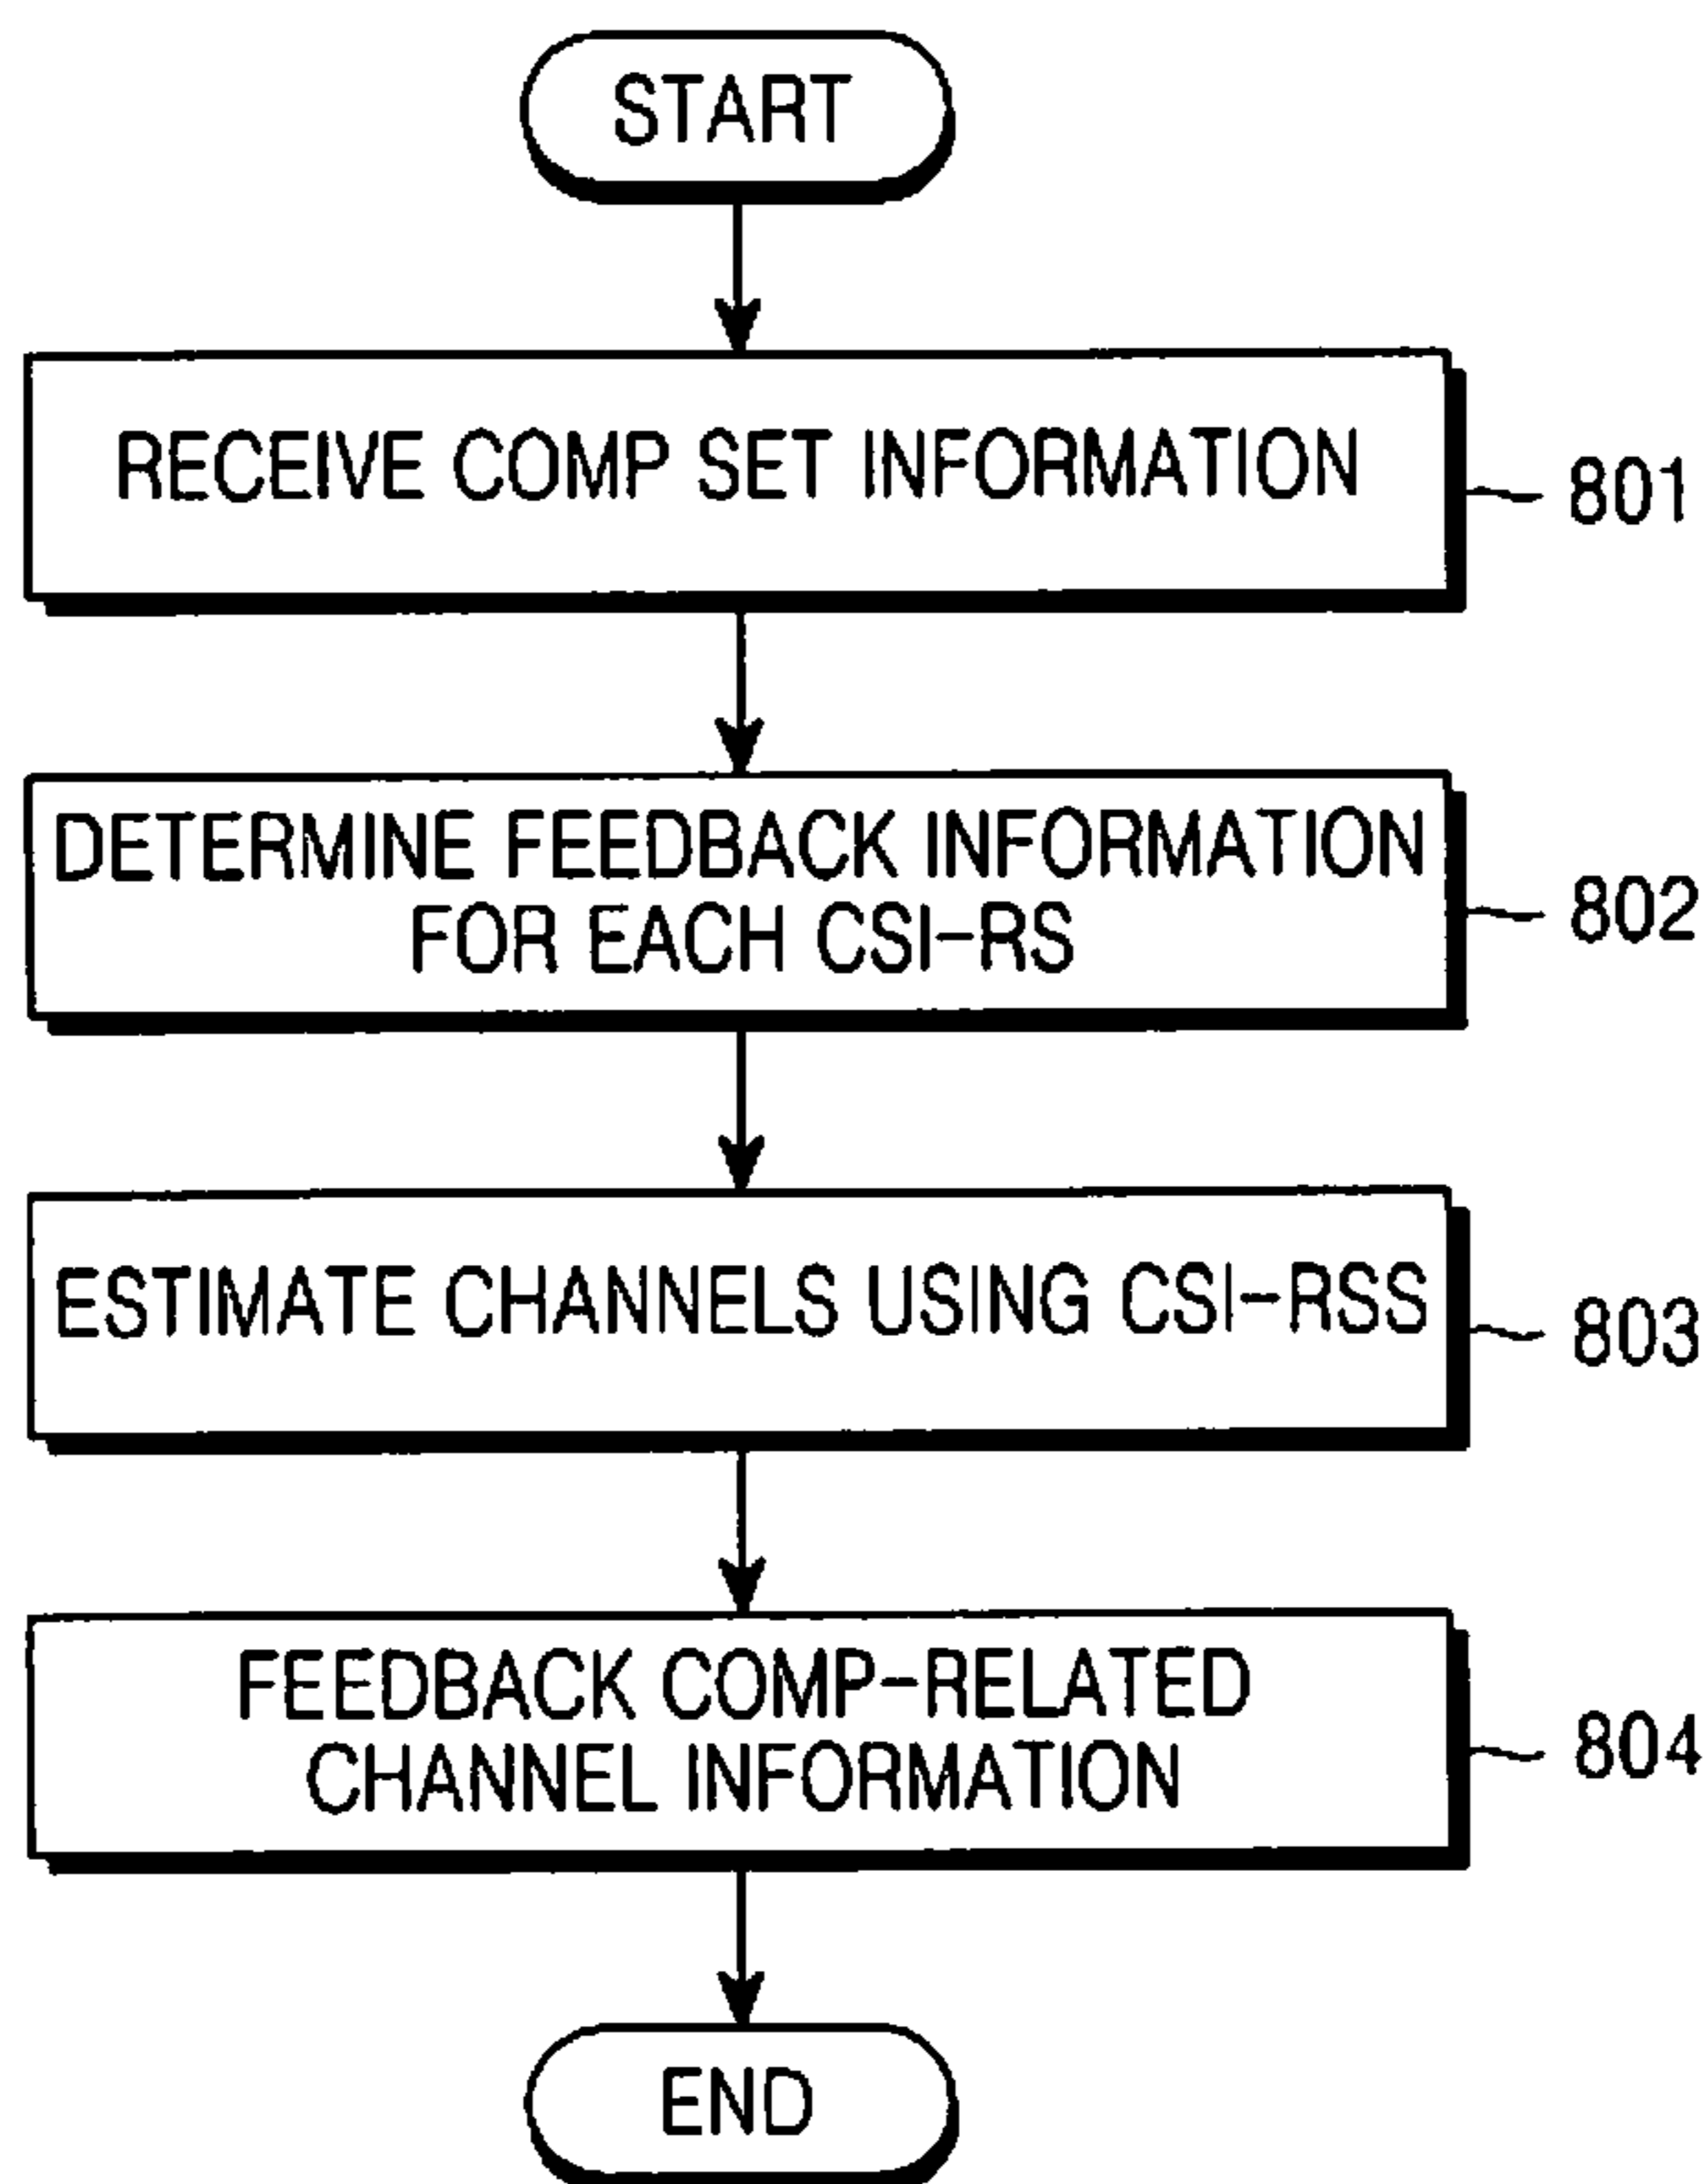 START
RECEIVE COMP SET INFORMATION
801
DETERMINE FEEDBACK INFORMATION
FOR EACH CSI-RS
802
ESTIMATE CHANNELS USING CSI-RSS
803
FEEDBACK COMP-RELATED
CHANNEL INFORMATION
804
END